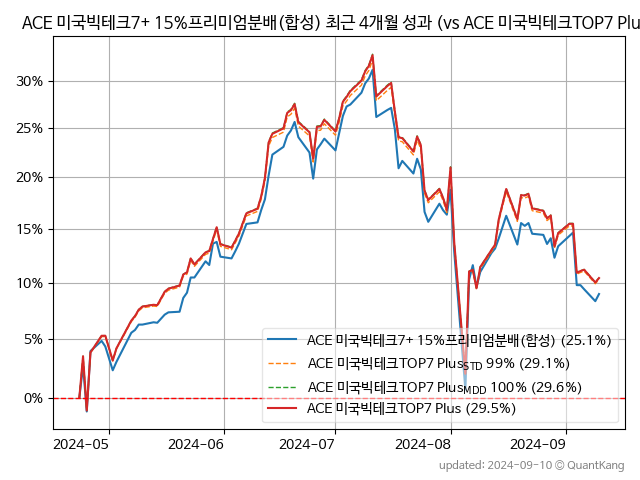 ACE 미국빅테크7+ 15%프리미엄분배(합성) 최근 4개월 성과 (vs ACE 미국빅테크TOP7 Plu
30%
25%
20%
15%
10%
5%
0%
ACE 미국빅테크7+ 15%프리미엄분배(합성) (25.1%)
ACE 미국빅테크TOP7 Plus_STD 99% (29.1%)
ACE 미국빅테크TOP7 Plus_MDD 100% (29.6%)
ACE 미국빅테크TOP7 Plus (29.5%)
2024-05 2024-06 2024-07 2024-08 2024-09
updated: 2024-09-10 © QuantKang